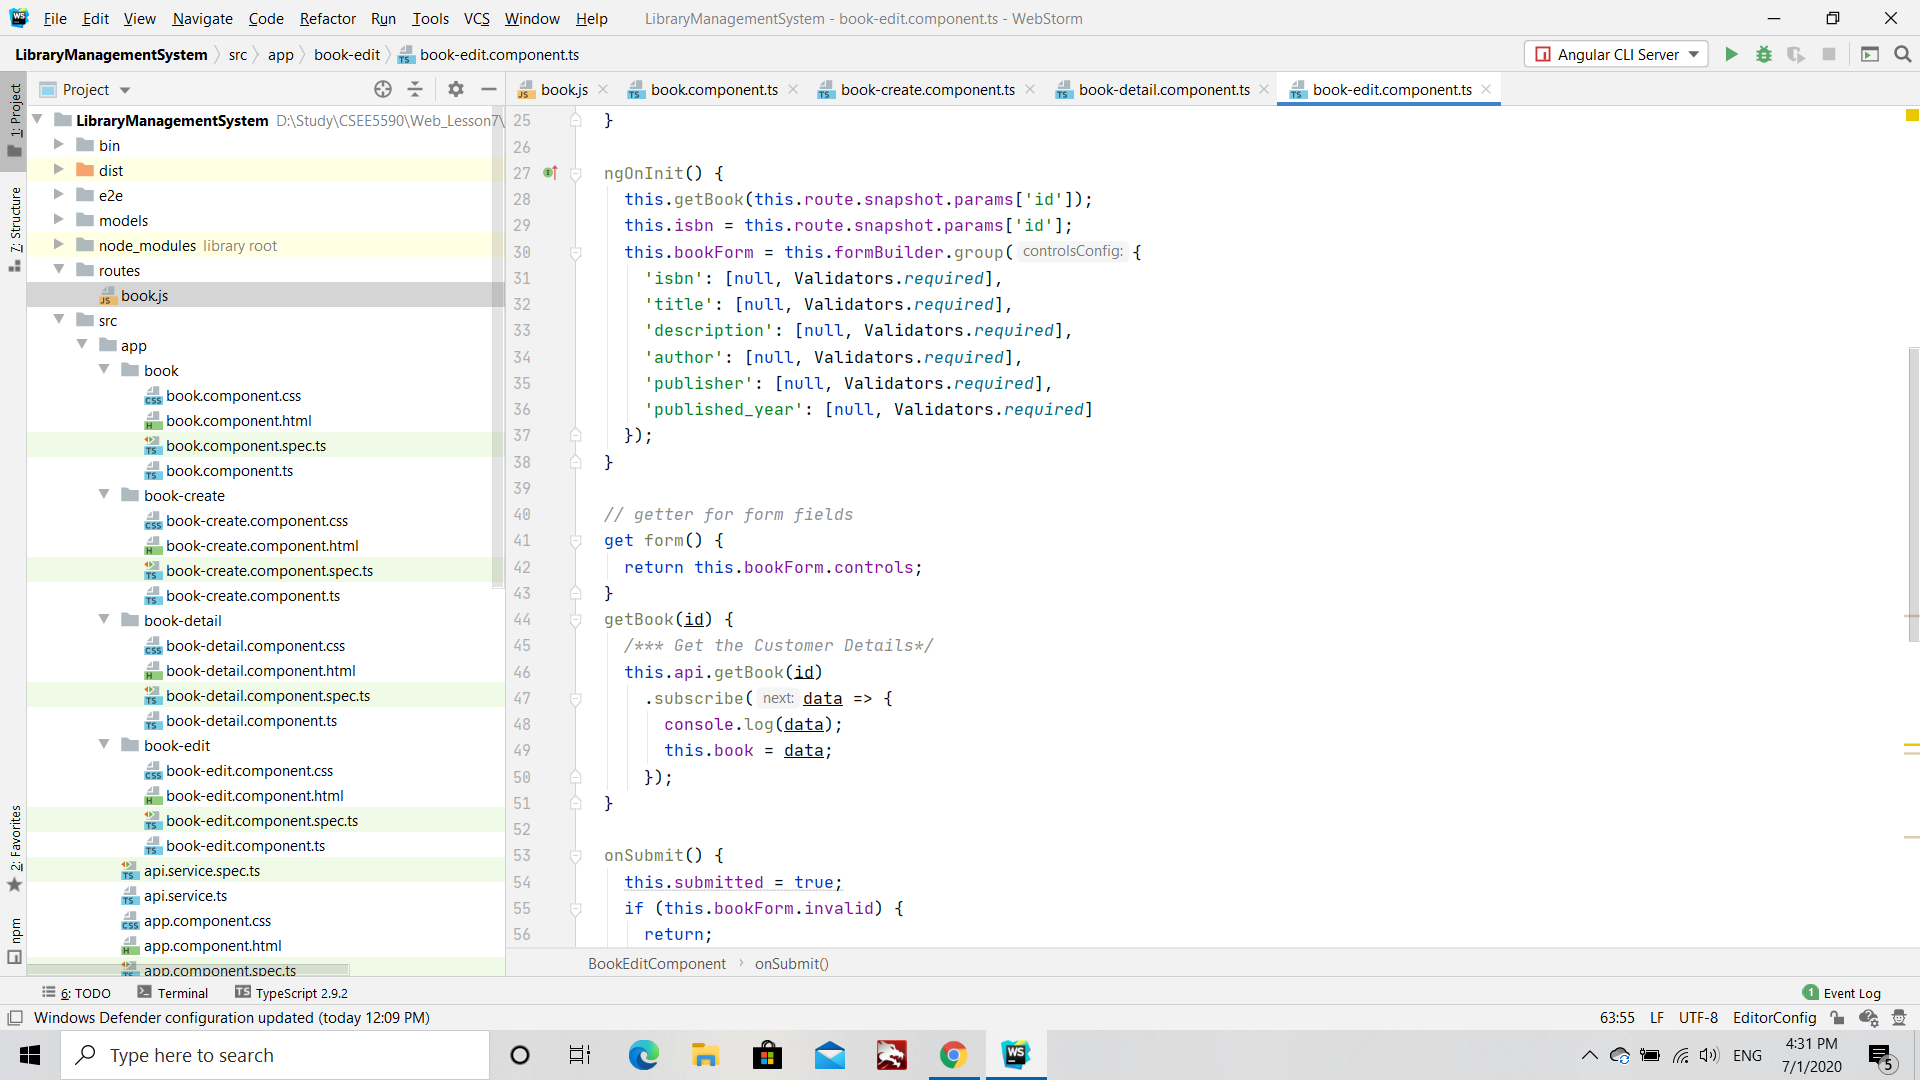 File Edit View Navigate Code Refactor Run Tools VCS Window Help LibraryManagementSystem - book-edit.component.ts - WebStorm
LibraryManagementSystem src app book-edit book-edit.component.ts Angular CLI Server
1: Project
7: Structure
2: Favorites
npm
Project
LibraryManagementSystem D:\Study\CSEE5590\Web_Lesson7\
bin
dist
e2e
models
node_modules library root
routes
book.js
src
app
book
book.component.css
book.component.html
book.component.spec.ts
book.component.ts
book-create
book-create.component.css
book-create.component.html
book-create.component.spec.ts
book-create.component.ts
book-detail
book-detail.component.css
book-detail.component.html
book-detail.component.spec.ts
book-detail.component.ts
book-edit
book-edit.component.css
book-edit.component.html
book-edit.component.spec.ts
book-edit.component.ts
api.service.spec.ts
api.service.ts
app.component.css
app.component.html
app.component.spec.ts
book.js book.component.ts book-create.component.ts book-detail.component.ts book-edit.component.ts
25 }
26
27 ngOnInit() {
28 this.getBook(this.route.snapshot.params['id']);
29 this.isbn = this.route.snapshot.params['id'];
30 this.bookForm = this.formBuilder.group( controlsConfig: {
31 'isbn': [null, Validators.required],
32 'title': [null, Validators.required],
33 'description': [null, Validators.required],
34 'author': [null, Validators.required],
35 'publisher': [null, Validators.required],
36 'published_year': [null, Validators.required]
37 });
38 }
39
40 // getter for form fields
41 get form() {
42 return this.bookForm.controls;
43 }
44 getBook(id) {
45 /*** Get the Customer Details*/
46 this.api.getBook(id)
47 .subscribe( next: data => {
48 console.log(data);
49 this.book = data;
50 });
51 }
52
53 onSubmit() {
54 this.submitted = true;
55 if (this.bookForm.invalid) {
56 return;
BookEditComponent onSubmit()
6: TODO Terminal TypeScript 2.9.2 1 Event Log
Windows Defender configuration updated (today 12:09 PM) 63:55 LF UTF-8 EditorConfig
Type here to search ENG 4:31 PM
7/1/2020 5